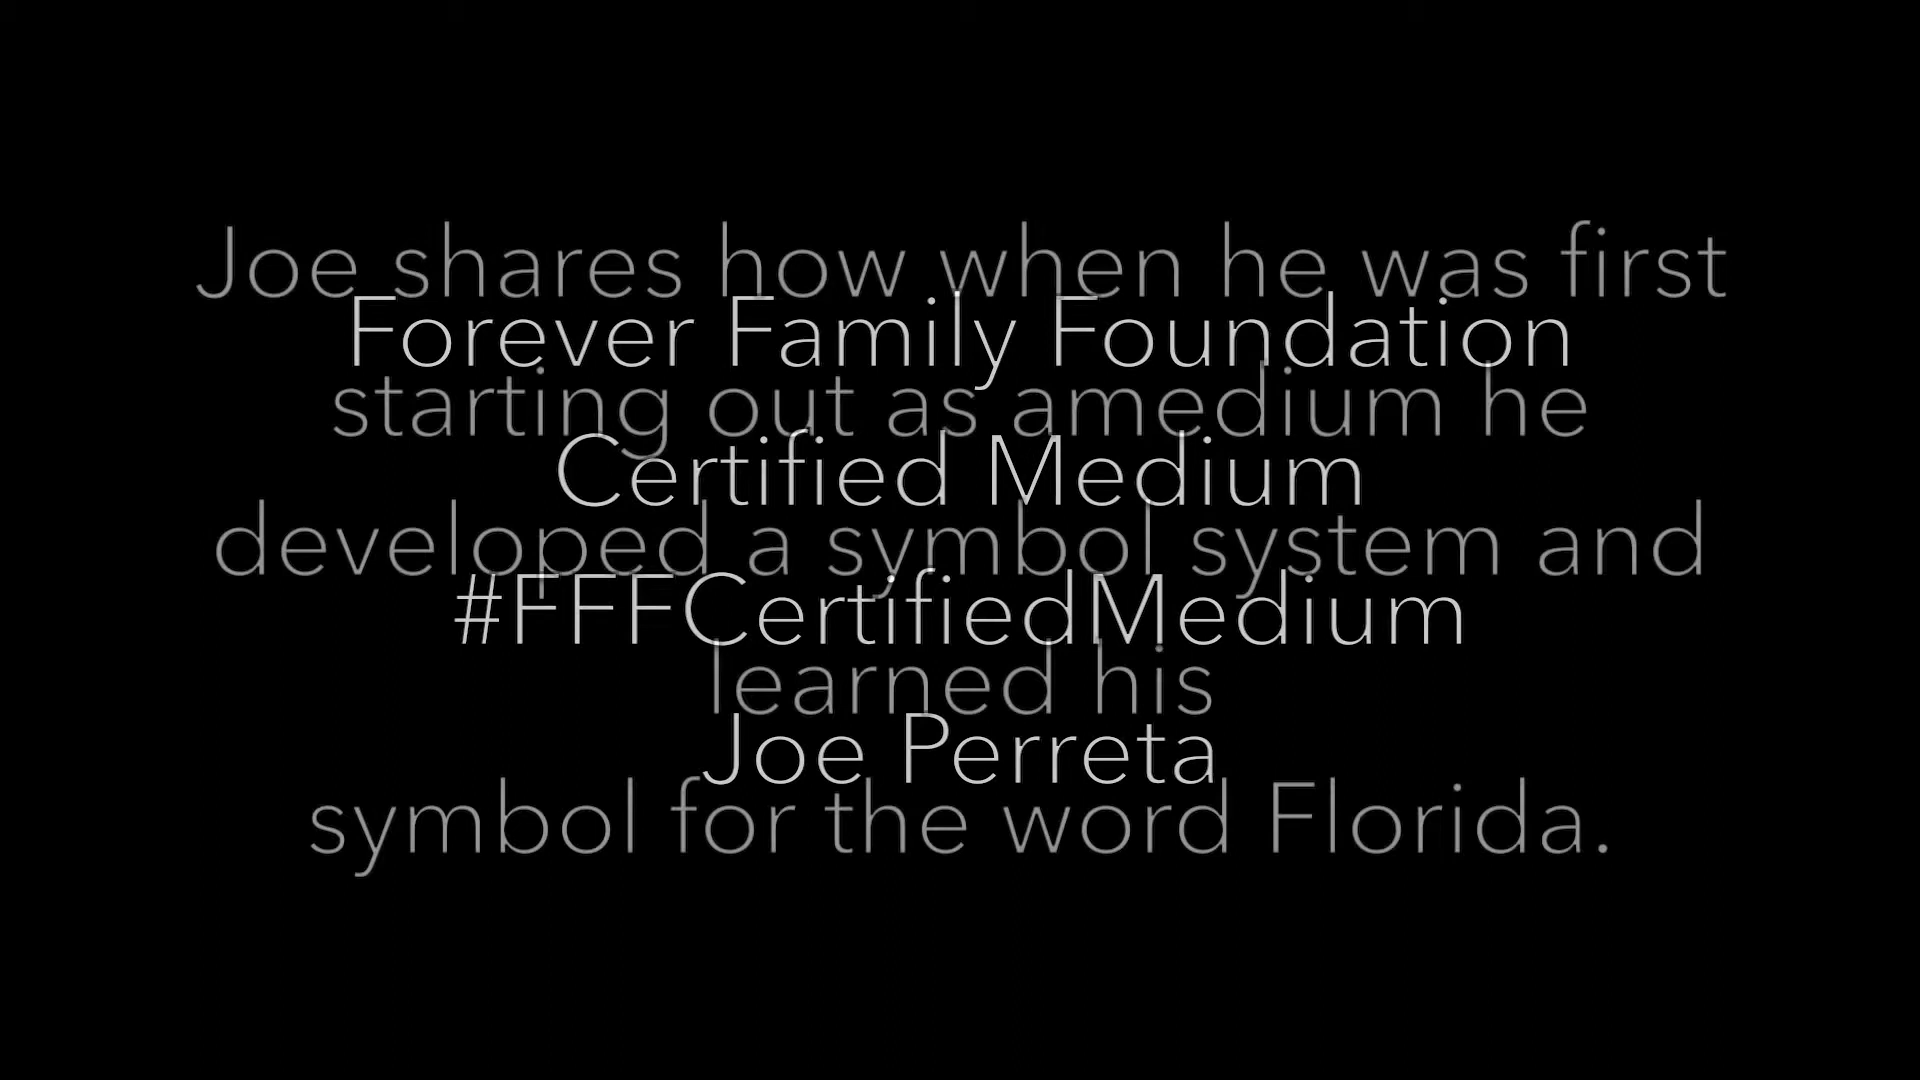 Joe shares how when he was first
Forever Family Foundation
starting out as amedium he
Certified Medium
developed a symbol system and
#FFFCertifiedMedium
learned his
Joe Perreta
symbol for the word Florida.